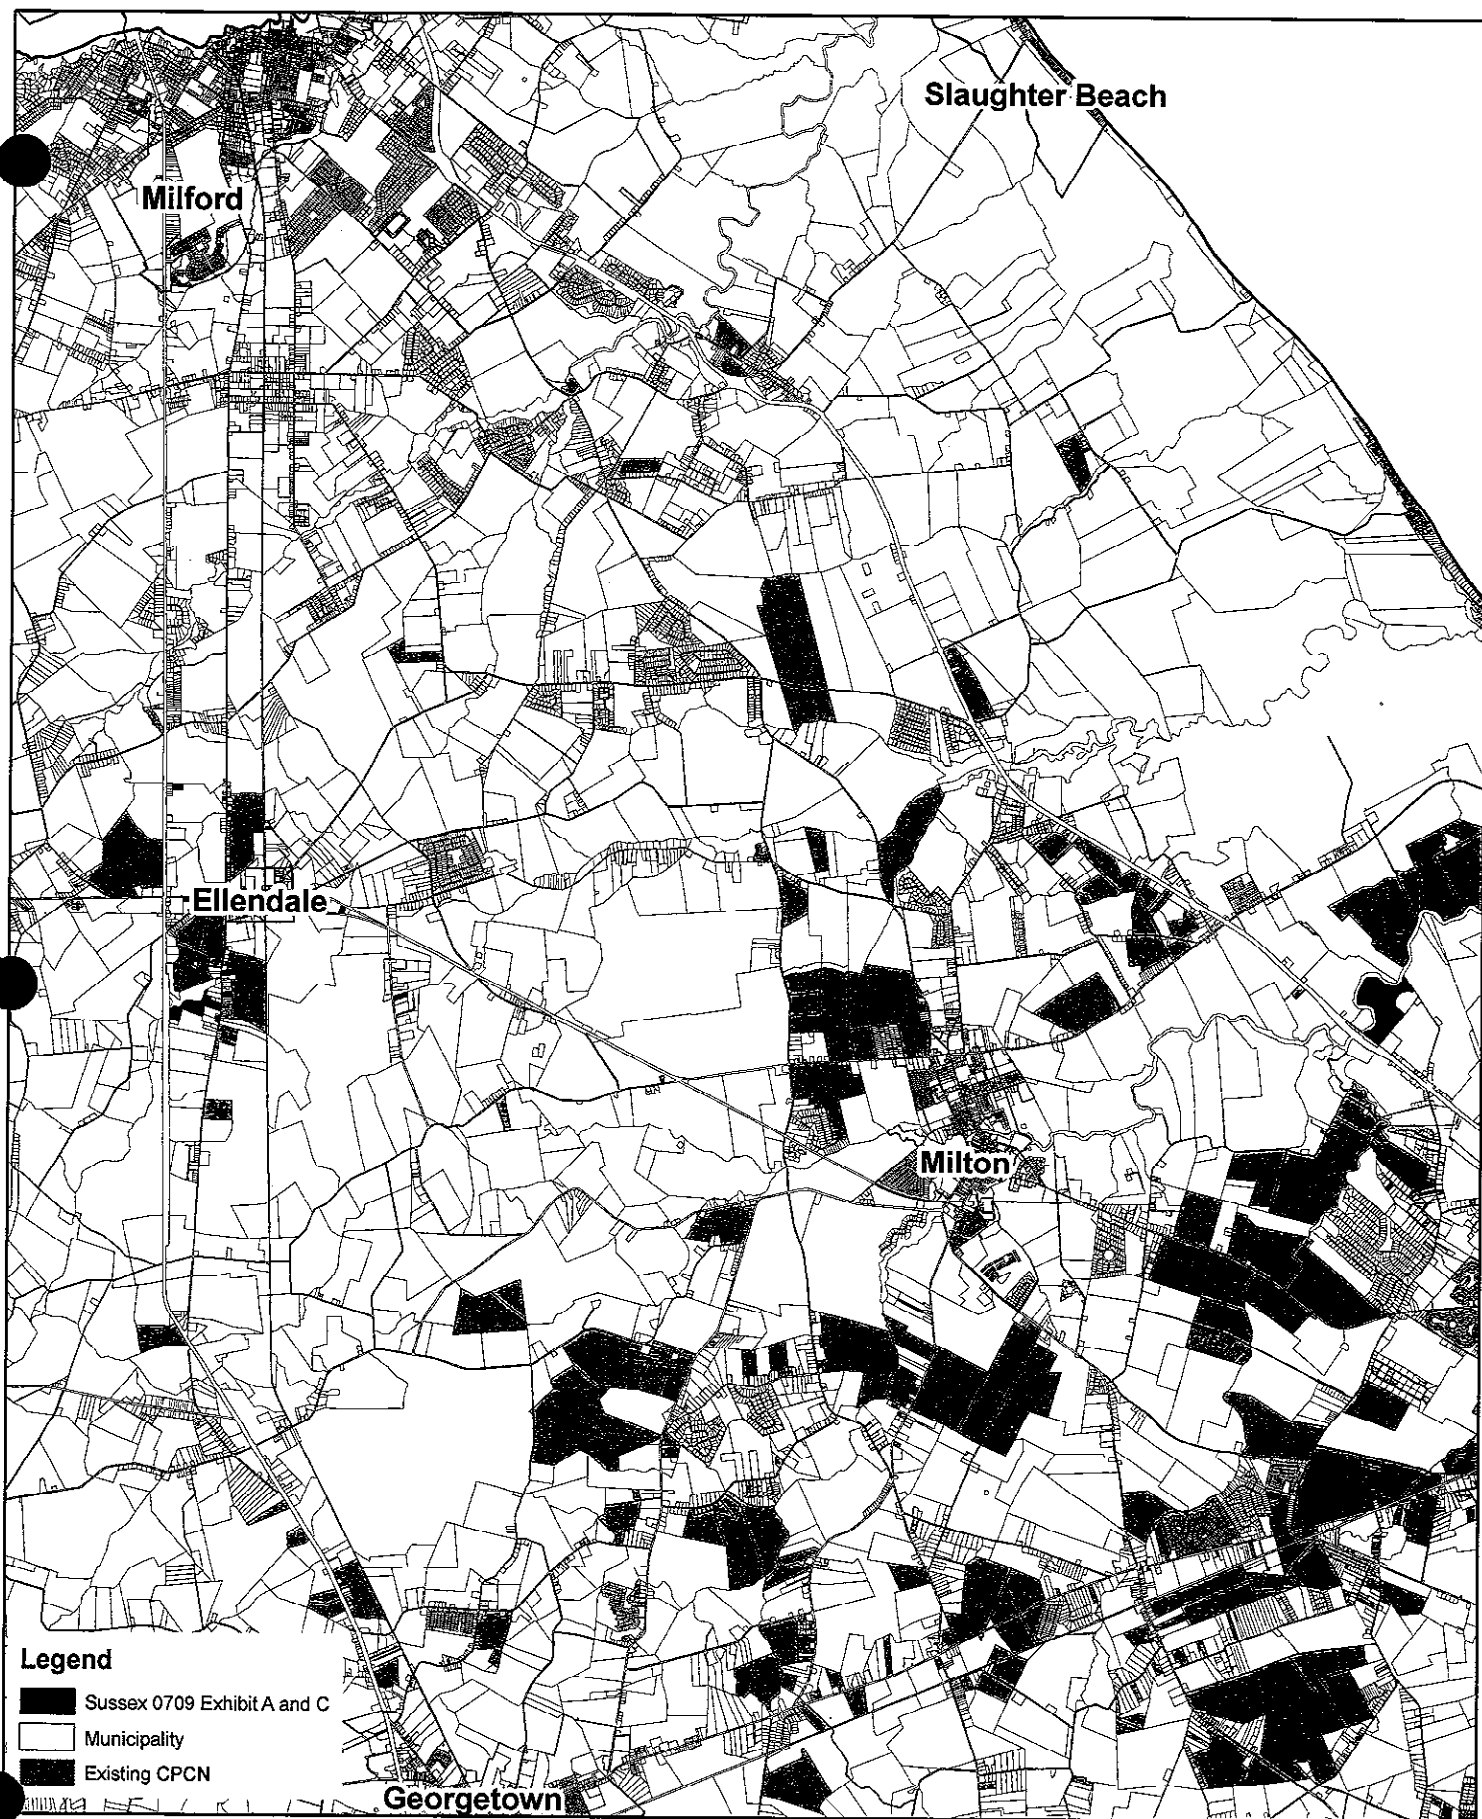 Slaughter Beach
Milford
Ellendale
Milton
Legend
Sussex 0709 Exhibit A and C
Municipality
Existing CPCN
Georgetown